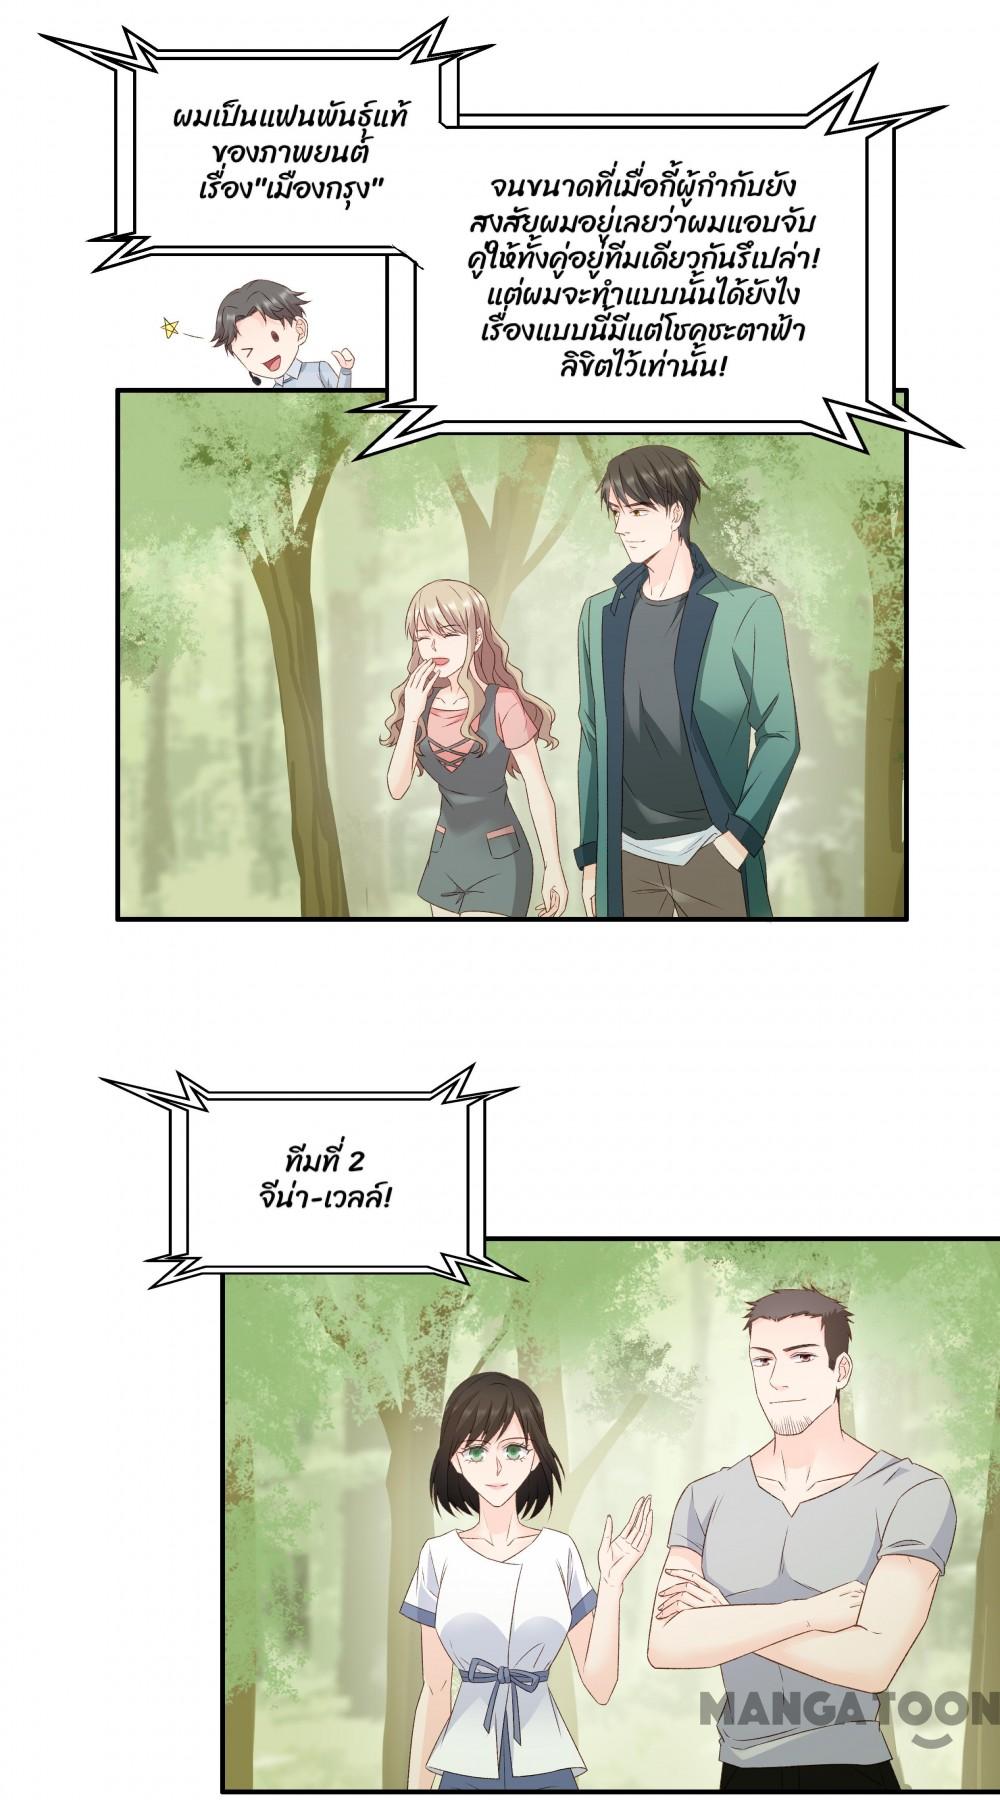 ผมเป็นแฟนพันธุ์แท้
ของภาพยนต์
เรื่อง"เมืองกรุง"
จนขนาดที่เมื่อกี้ผู้กำกับยัง
สงสัยผมอยู่เลยว่าผมแอบจับ
คู่ให้ทั้งคู่อยู่ทีมเดียวกันรึเปล่า!
แต่ผมจะทำแบบนั้นได้ยังไง
เรื่องแบบนี้มีแต่โชคชะตาฟ้า
ลิขิตไว้เท่านั้น!
ทีมที่ 2
จีน่า-เวลล์!
MANGATOON